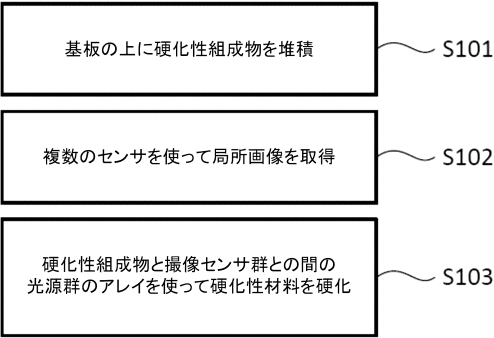 基板の上に硬化性組成物を堆積
S101
複数のセンサを使って局所画像を取得
S102
硬化性組成物と撮像センサ群との間の
光源群のアレイを使って硬化性材料を硬化
S103